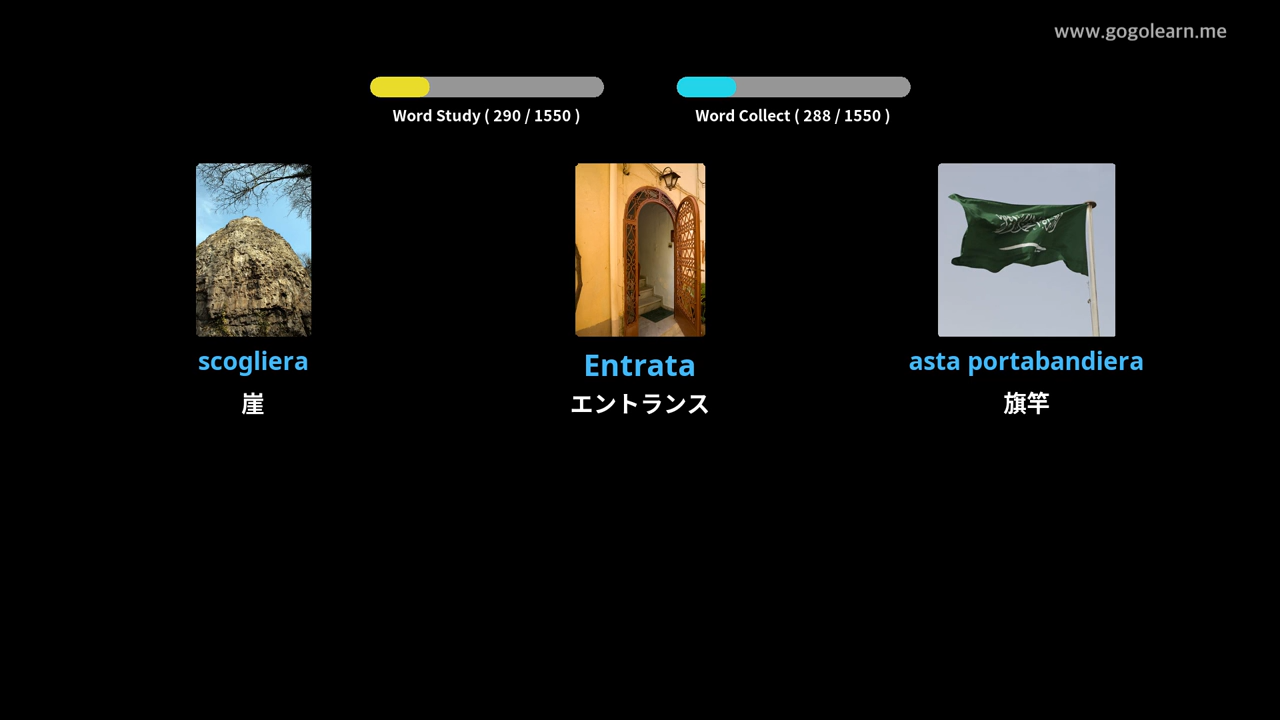 www.gogolearn.me
Word Study ( 290 / 1550 )
Word Collect ( 288 / 1550 )
scogliera
崖
Entrata
エントランス
asta portabandiera
旗竿